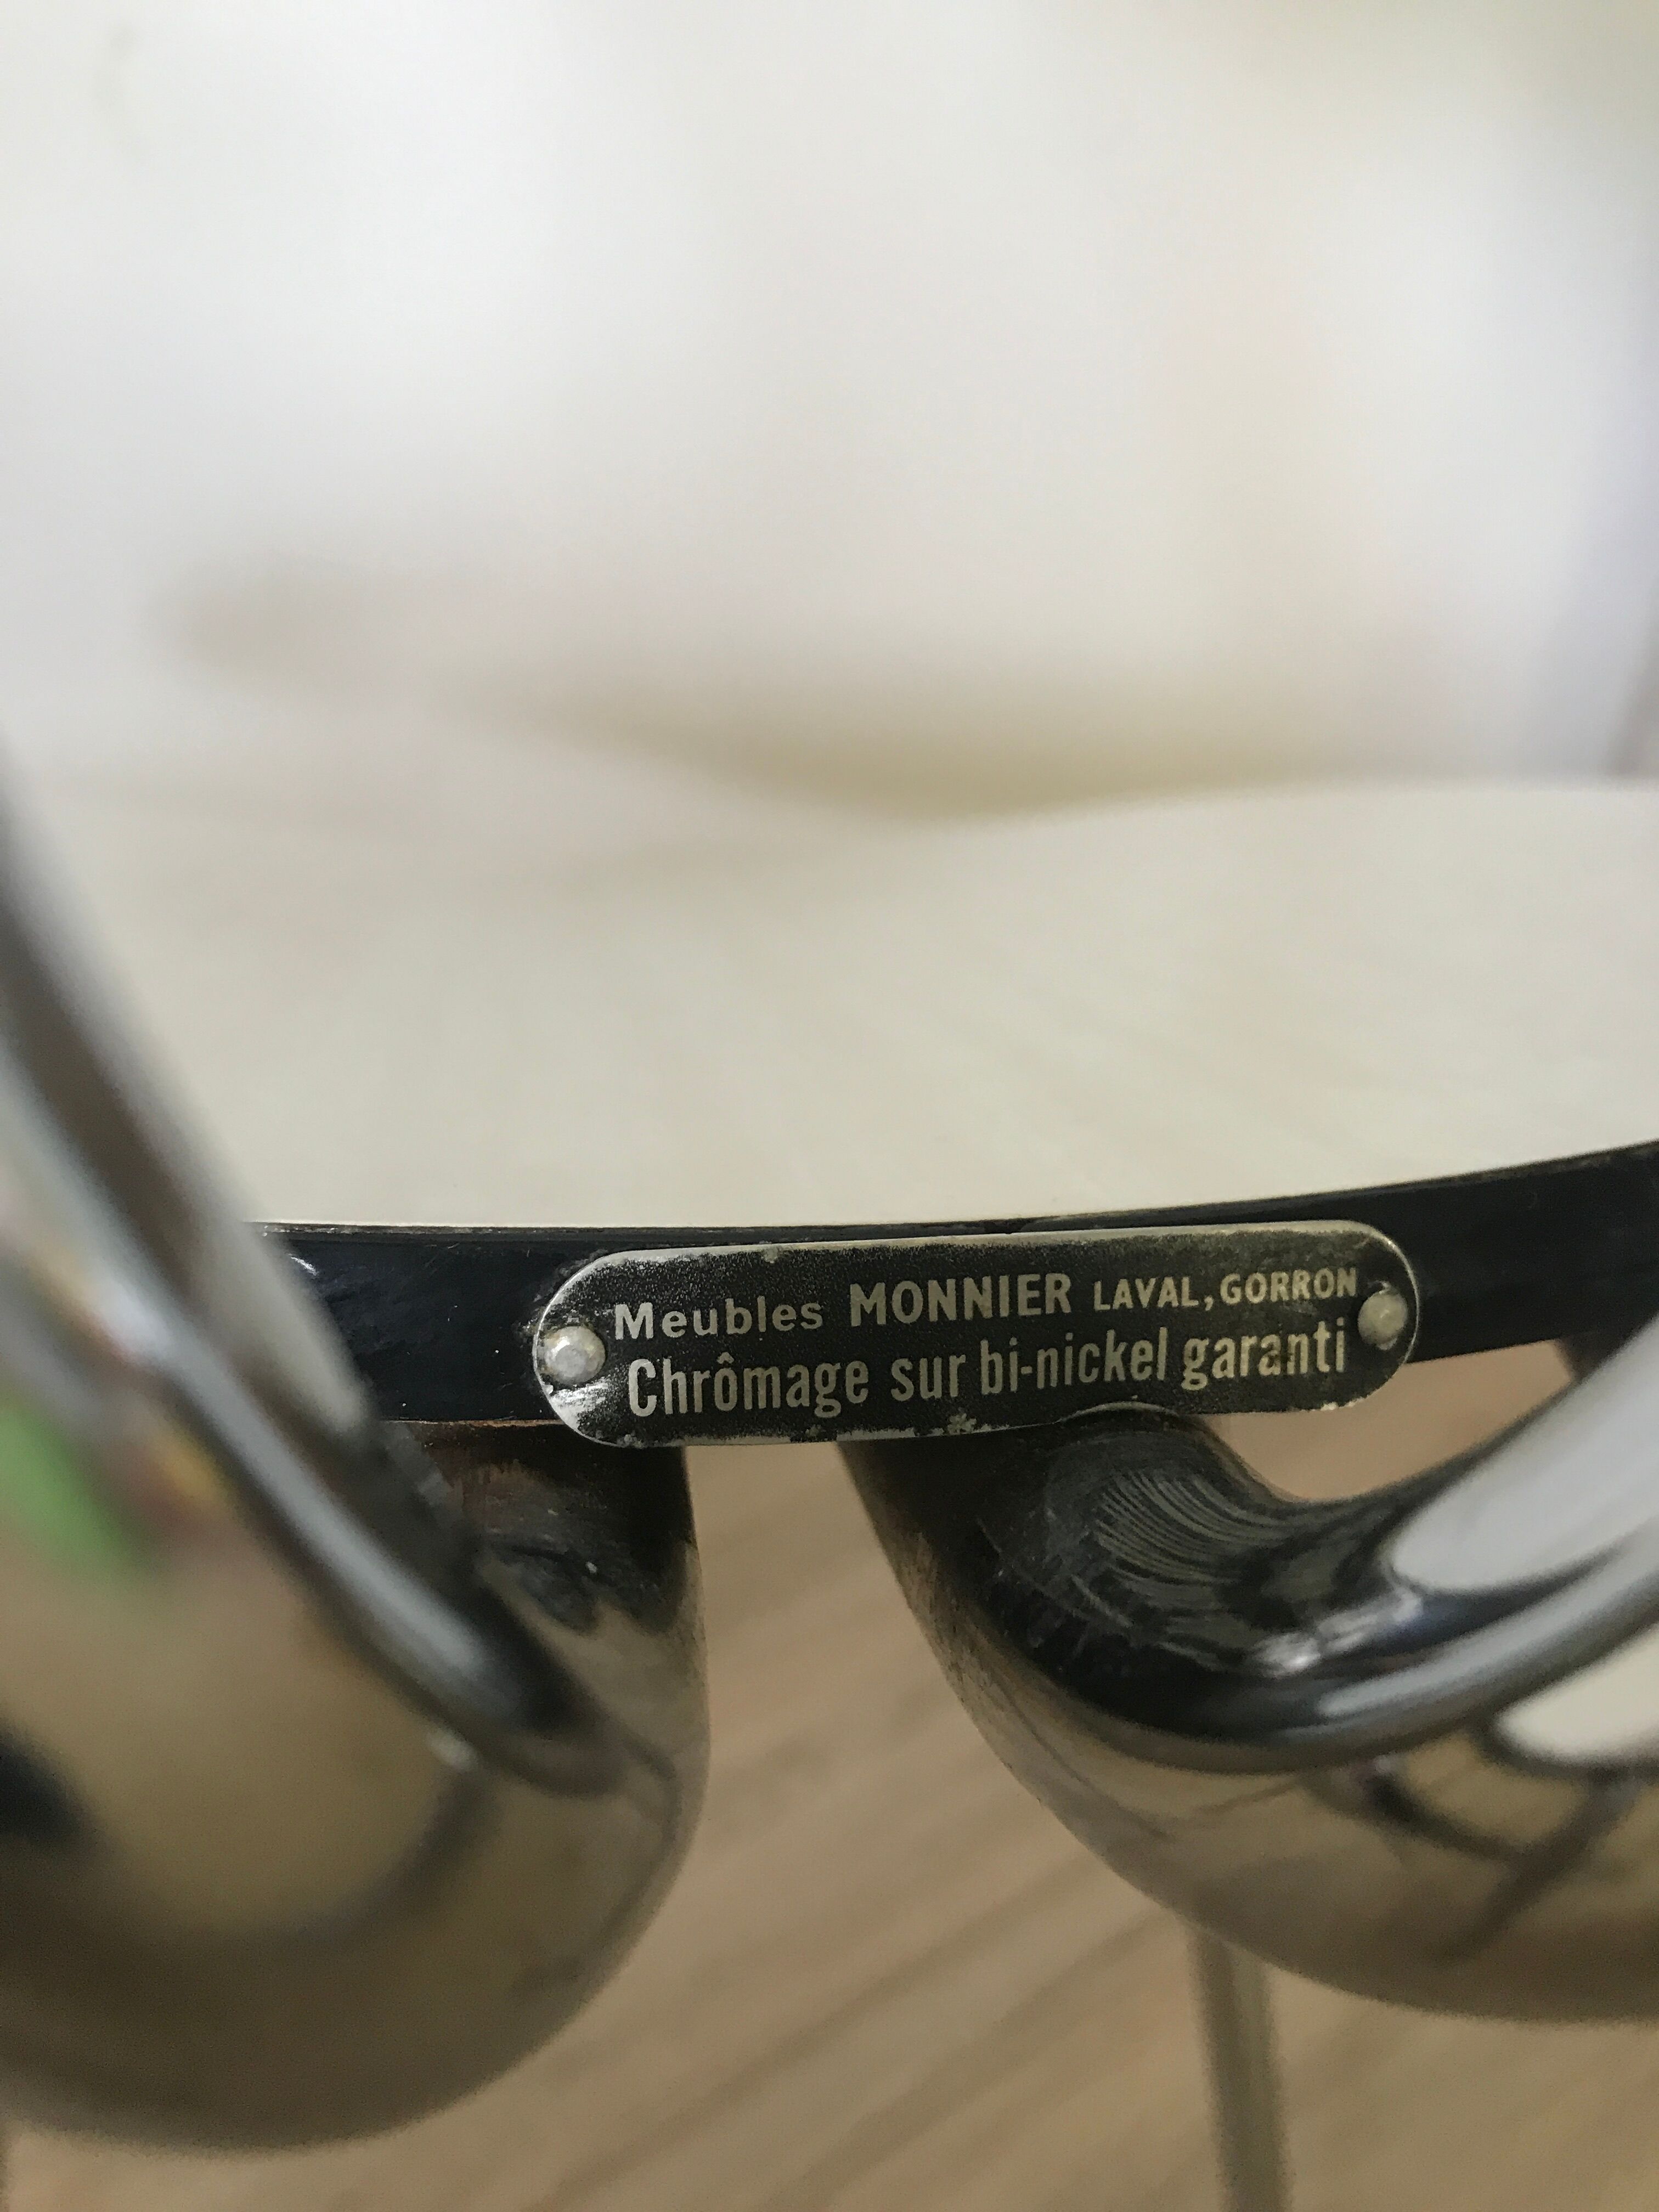 Meubles MONNIER LAVAL, GORRON
Chrômage sur bi-nickel garanti